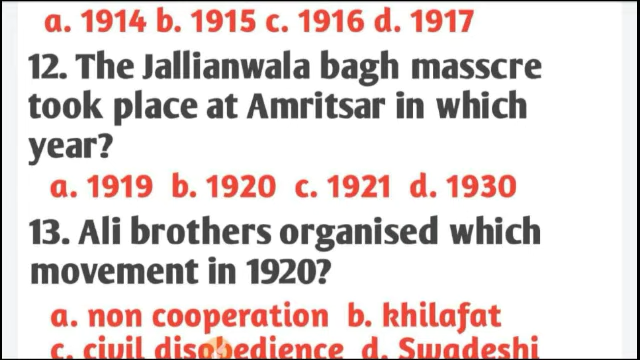 a. 1914 b. 1915 c. 1916 d. 1917
12. The Jallianwala bagh masscre
took place at Amritsar in which
year?
a. 1919 b. 1920 c. 1921 d. 1930
13. Ali brothers organised which
movement in 1920?
a. non cooperation b. khilafat
c. civil disobedience d. Swadeshi